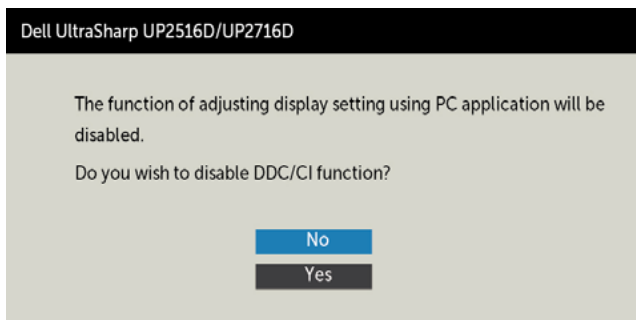 Dell UltraSharp UP2516D/UP2716D
The function of adjusting display setting using PC application will be
disabled.
Do you wish to disable DDC/CI function?
No
Yes